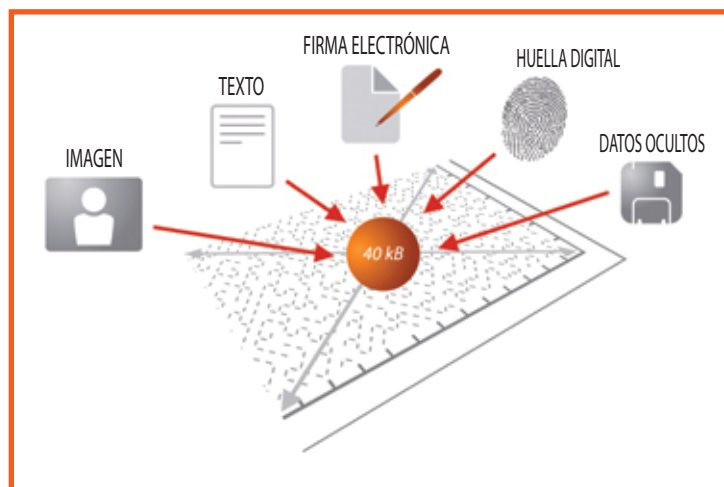 FIRMA ELECTRÓNICA
HUELLA DIGITAL
TEXTO
DATOS OCULTOS
IMAGEN
40 kB